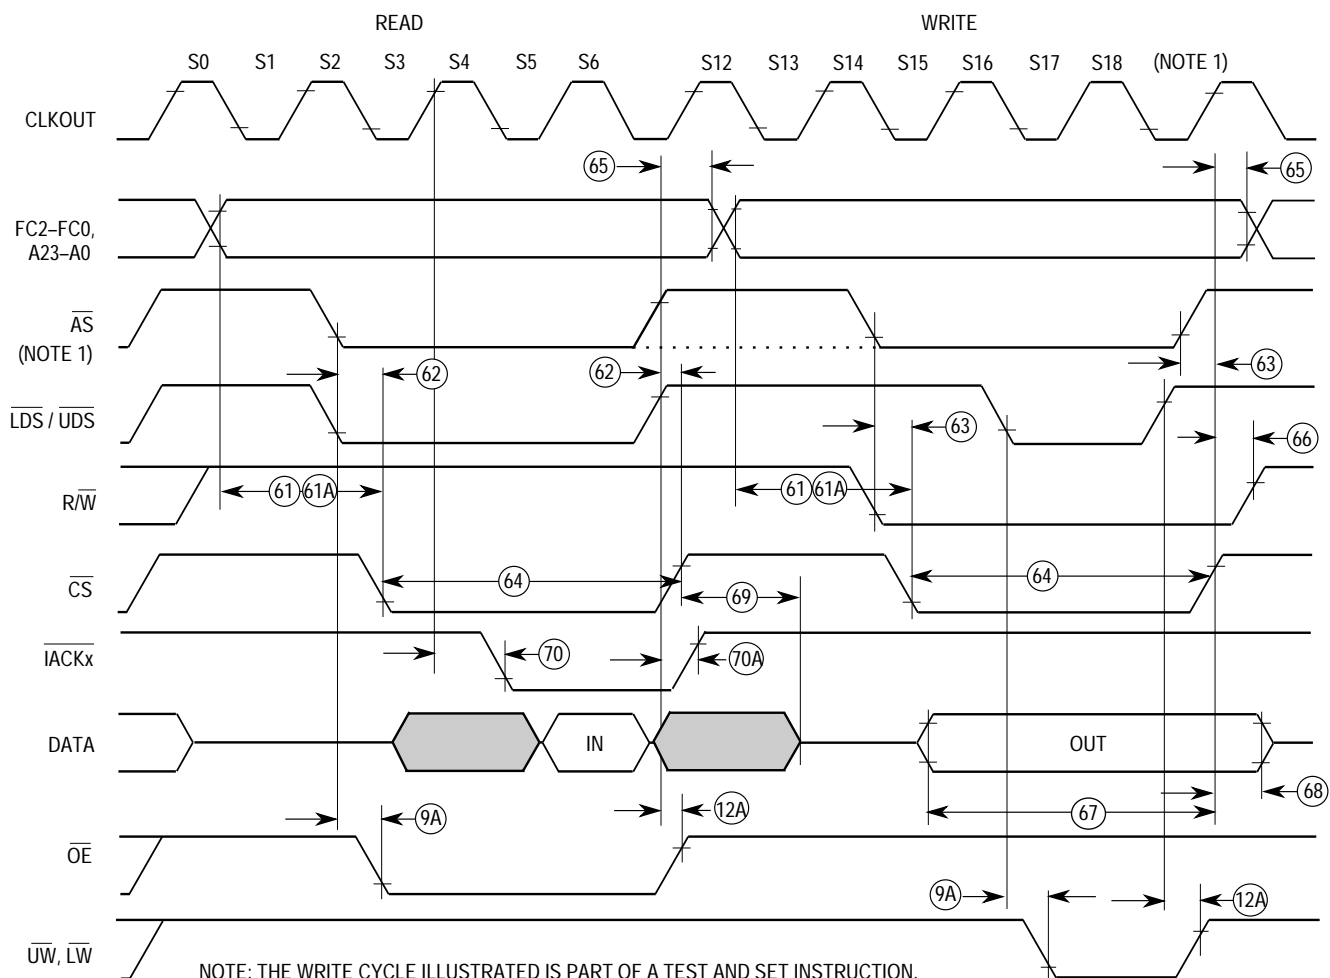 READ WRITE
S0 S1 S2 S3 S4 S5 S6 S12 S13 S14 S15 S16 S17 S18 (NOTE 1)
CLKOUT
65 65
FC2–FC0,
A23–A0
AS
(NOTE 1)
62 62 63
LDS / UDS
63 66
R/W
61 61A 61 61A
CS
64 69 64
IACKx
70 70A
DATA IN OUT
9A 12A 67 68
OE
9A 12A
UW, LW
NOTE: THE WRITE CYCLE ILLUSTRATED IS PART OF A TEST AND SET INSTRUCTION.